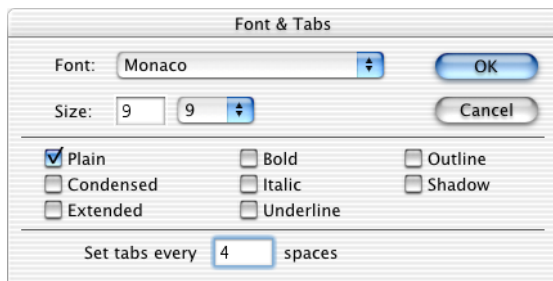 Font & Tabs
Font: Monaco OK
Size: 9 9 Cancel
Plain Bold Outline
Condensed Italic Shadow
Extended Underline
Set tabs every 4 spaces